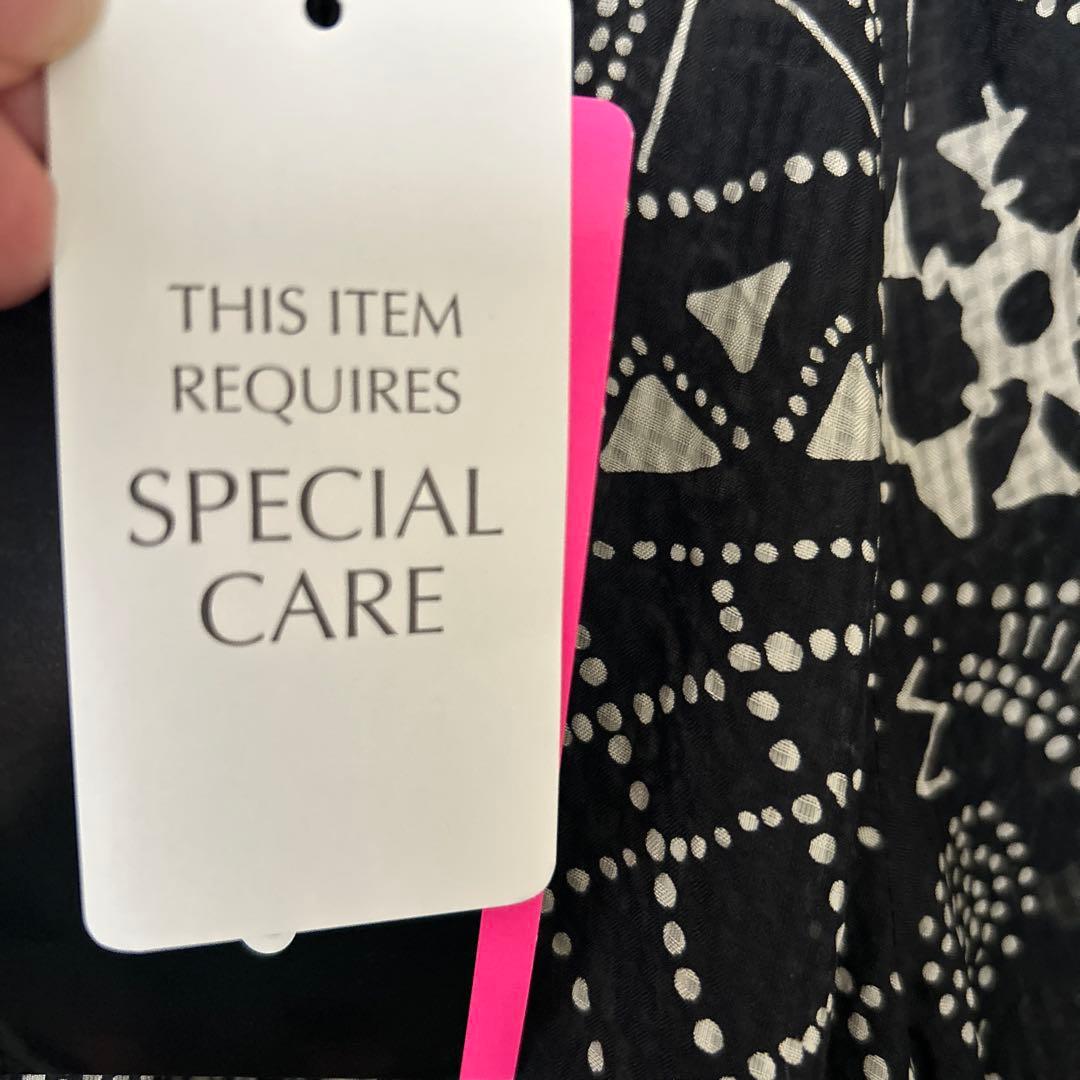 THIS ITEM
REQUIRES
SPECIAL
CARE